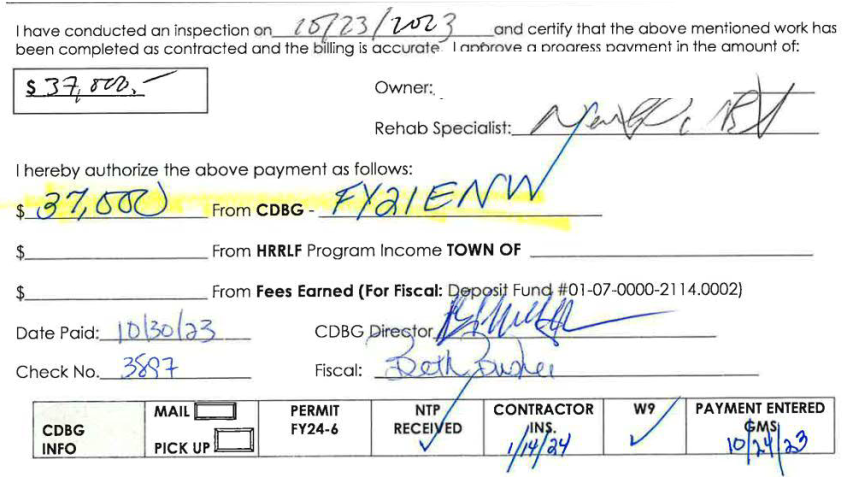 I have conducted an inspection on 10/23/2023 and certify that the above mentioned work has
been completed as contracted and the billing is accurate. I approve a progress payment in the amount of:
$ 37,000.-
Owner:
Rehab Specialist:
I hereby authorize the above payment as follows:
$ 37,000 From CDBG - FY21ENW
$ From HRRLF Program Income TOWN OF
$ From Fees Earned (For Fiscal: Deposit Fund #01-07-0000-2114.0002)
Date Paid: 10/30/23 CDBG Director
Check No. 3897 Fiscal: Beth
CDBG INFO
MAIL
PICK UP
PERMIT FY24-6
NTP RECEIVED
CONTRACTOR INS. 1/14/24
W9
PAYMENT ENTERED GMS 10/24/23